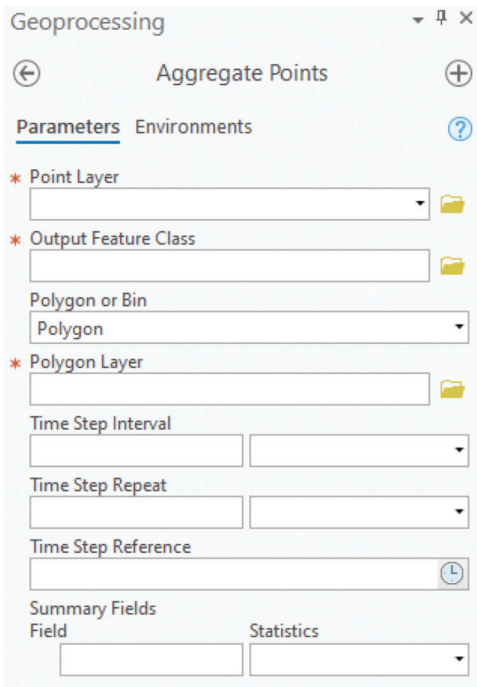 Geoprocessing
Aggregate Points
Parameters Environments
* Point Layer
* Output Feature Class
Polygon or Bin
Polygon
* Polygon Layer
Time Step Interval
Time Step Repeat
Time Step Reference
Summary Fields
Field Statistics